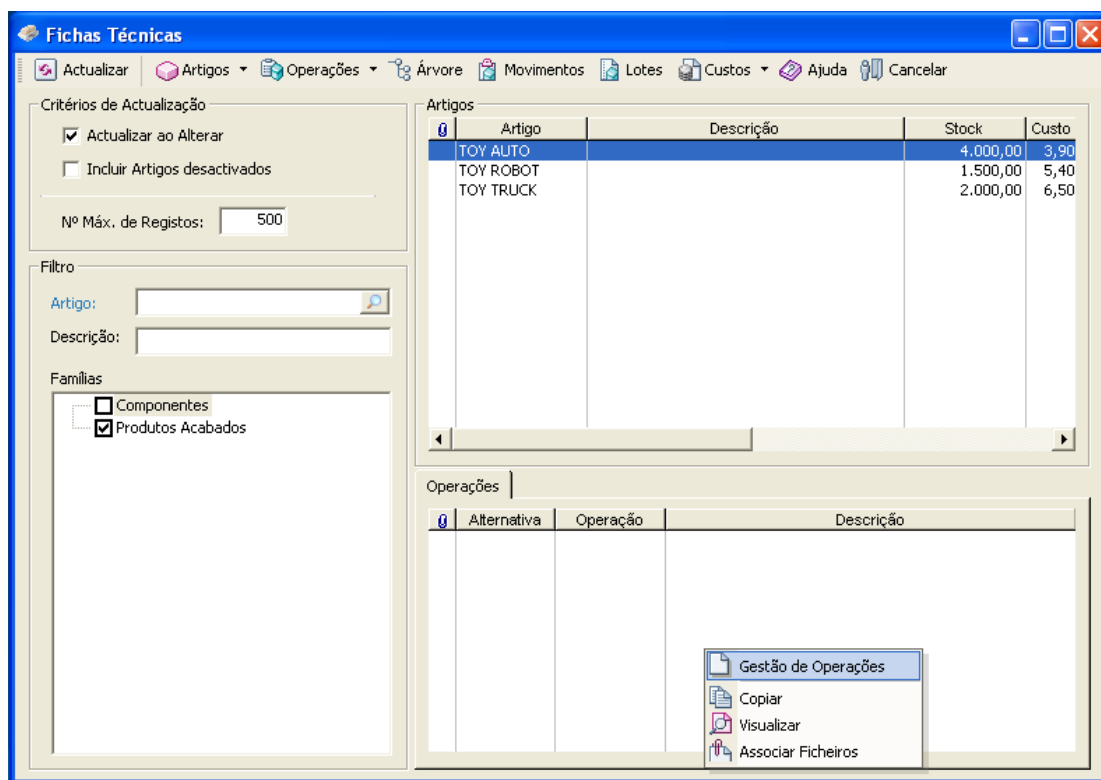 Fichas Técnicas
Actualizar Artigos Operações Árvore Movimentos Lotes Custos Ajuda Cancelar
Critérios de Actualização
Actualizar ao Alterar
Incluir Artigos desactivados
Nº Máx. de Registos: 500
Filtro
Artigo:
Descrição:
Famílias
Componentes
Produtos Acabados
Artigos
Artigo Descrição Stock Custo
TOY AUTO 4.000,00 3,90
TOY ROBOT 1.500,00 5,40
TOY TRUCK 2.000,00 6,50
Operações
Alternativa Operação Descrição
Gestão de Operações
Copiar
Visualizar
Associar Ficheiros